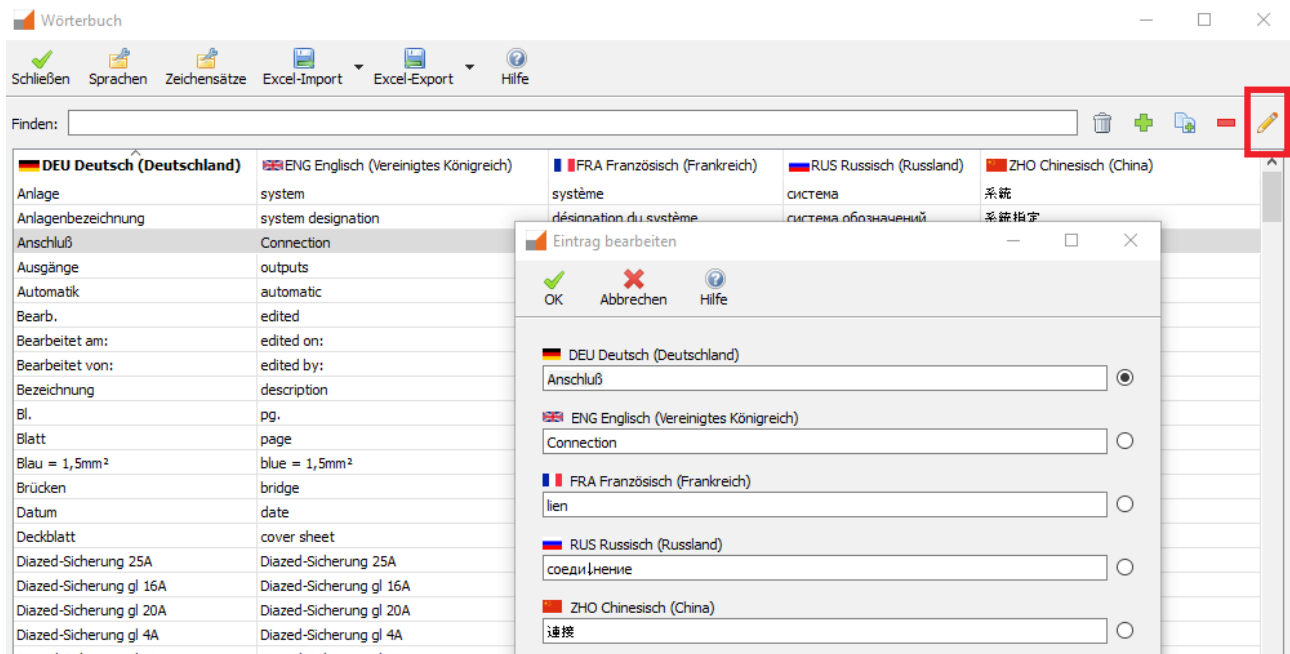 Wörterbuch
Schließen Sprachen Zeichensätze Excel-Import Excel-Export Hilfe
Finden:
DEU Deutsch (Deutschland) ENG Englisch (Vereinigtes Königreich) FRA Französisch (Frankreich) RUS Russisch (Russland) ZHO Chinesisch (China)
Anlage system système система 系統
Anlagenbezeichnung system designation désignation du système система обозначений 系統指定
Anschluß Connection
Ausgänge outputs
Automatik automatic
Bearb. edited
Bearbeitet am: edited on:
Bearbeitet von: edited by:
Bezeichnung description
Bl. pg.
Blatt page
Blau = 1,5mm² blue = 1,5mm²
Brücken bridge
Datum date
Deckblatt cover sheet
Diazed-Sicherung 25A Diazed-Sicherung 25A
Diazed-Sicherung gl 16A Diazed-Sicherung gl 16A
Diazed-Sicherung gl 20A Diazed-Sicherung gl 20A
Diazed-Sicherung gl 4A Diazed-Sicherung gl 4A
Eintrag bearbeiten
OK Abbrechen Hilfe
DEU Deutsch (Deutschland)
Anschluß
ENG Englisch (Vereinigtes Königreich)
Connection
FRA Französisch (Frankreich)
lien
RUS Russisch (Russland)
соеди↓нение
ZHO Chinesisch (China)
連接